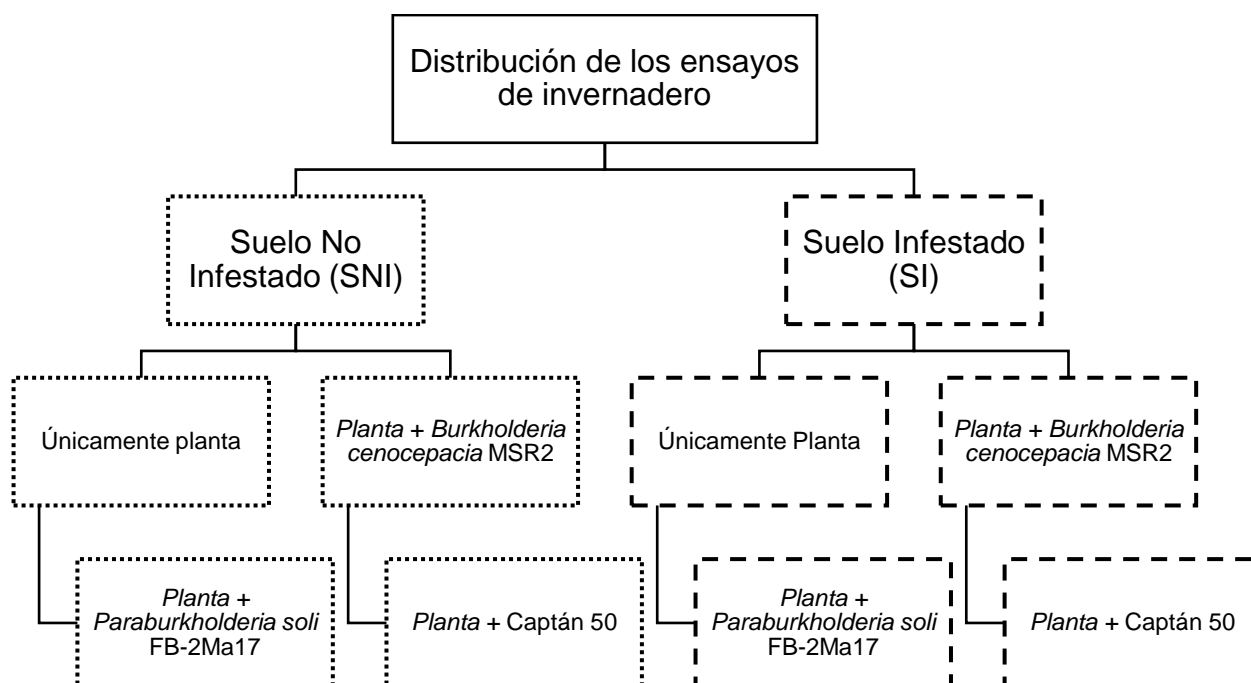 Distribución de los ensayos
de invernadero
Suelo No
Infestado (SNI)
Suelo Infestado
(SI)
Únicamente planta
Planta + Burkholderia
cenocepacia MSR2
Únicamente Planta
Planta + Burkholderia
cenocepacia MSR2
Planta +
Paraburkholderia soli
FB-2Ma17
Planta + Captán 50
Planta +
Paraburkholderia soli
FB-2Ma17
Planta + Captán 50